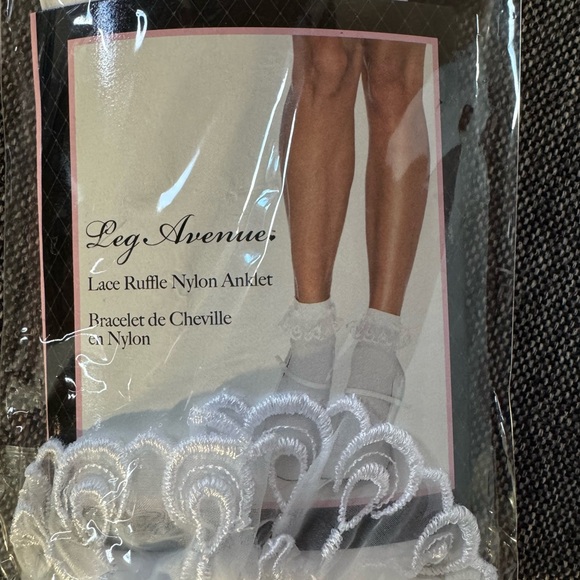 Leg Avenue
Lace Ruffle Nylon Anklet
Bracelet de Cheville
en Nylon